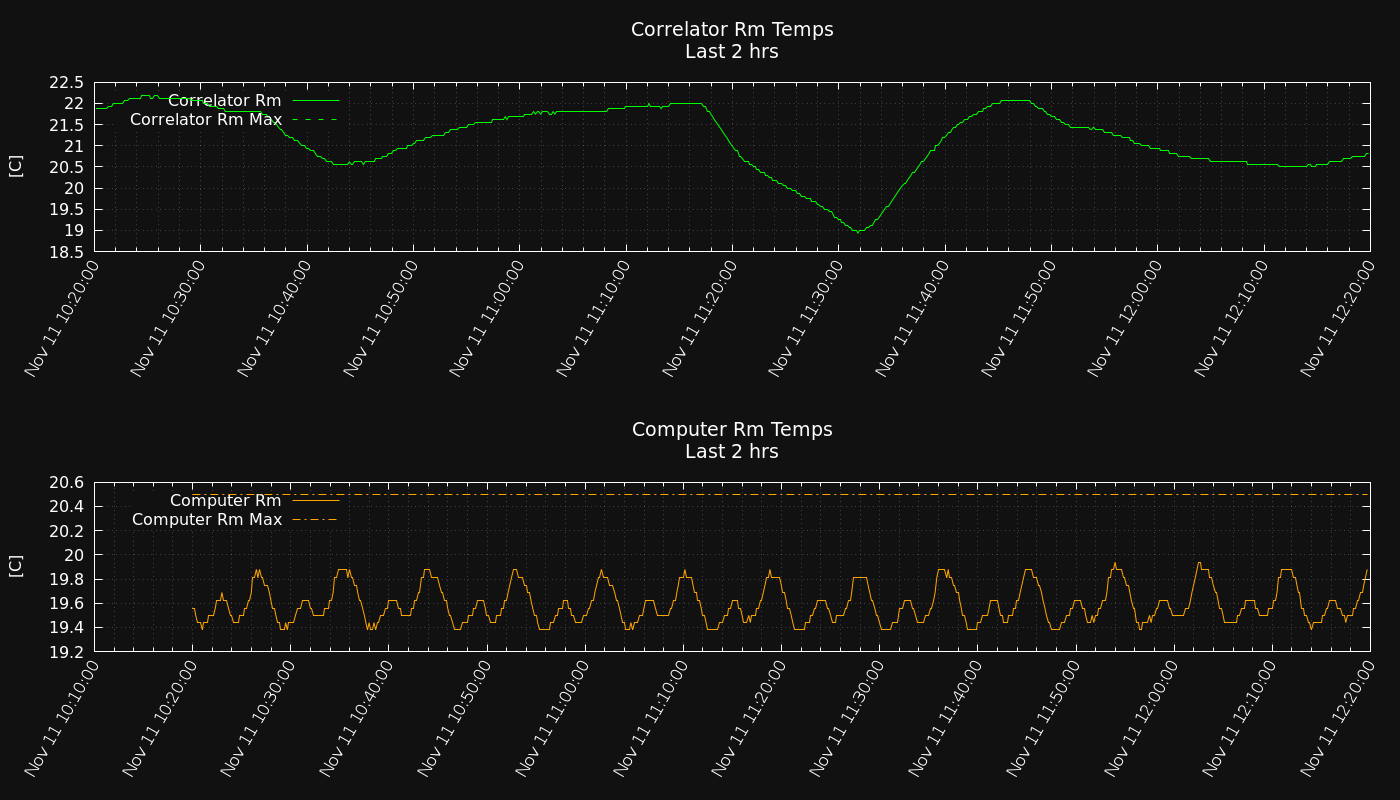 Correlator Rm Temps
Last 2 hrs
[C]
22.5
22
21.5
21
20.5
20
19.5
19
18.5
Correlator Rm
Correlator Rm Max
Nov 11 10:20:00
Nov 11 10:30:00
Nov 11 10:40:00
Nov 11 10:50:00
Nov 11 11:00:00
Nov 11 11:10:00
Nov 11 11:20:00
Nov 11 11:30:00
Nov 11 11:40:00
Nov 11 11:50:00
Nov 11 12:00:00
Nov 11 12:10:00
Nov 11 12:20:00
Computer Rm Temps
Last 2 hrs
[C]
20.6
20.4
20.2
20
19.8
19.6
19.4
19.2
Computer Rm
Computer Rm Max
Nov 11 10:10:00
Nov 11 10:20:00
Nov 11 10:30:00
Nov 11 10:40:00
Nov 11 10:50:00
Nov 11 11:00:00
Nov 11 11:10:00
Nov 11 11:20:00
Nov 11 11:30:00
Nov 11 11:40:00
Nov 11 11:50:00
Nov 11 12:00:00
Nov 11 12:10:00
Nov 11 12:20:00